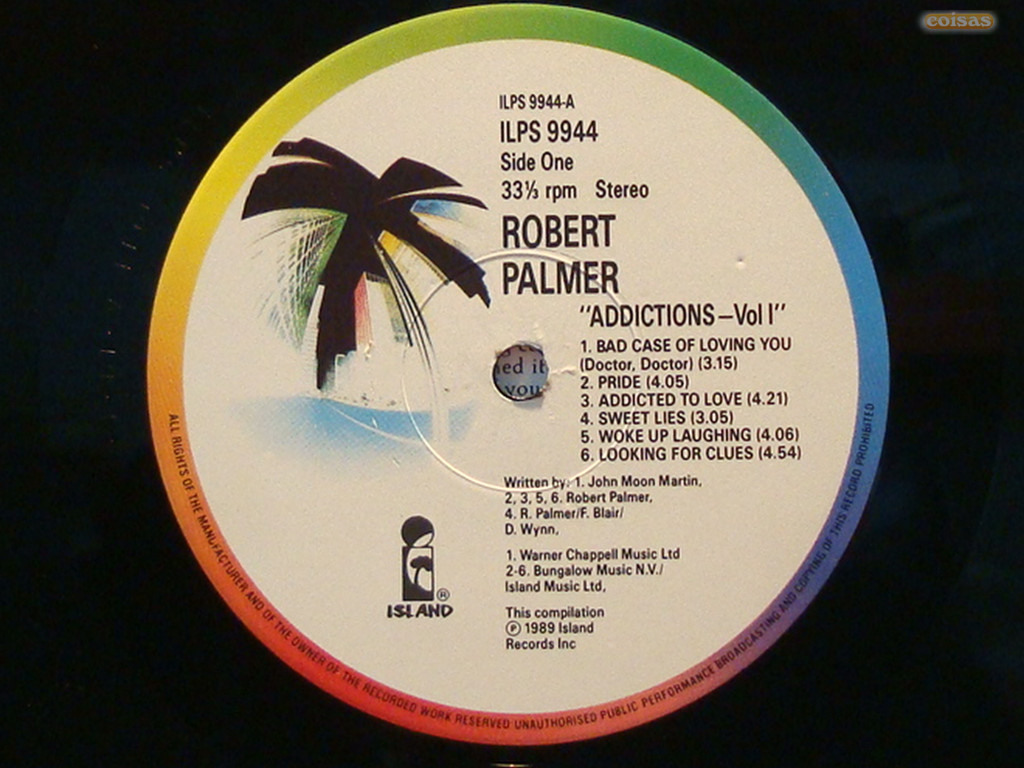 coisas
ILPS 9944-A
ILPS 9944
Side One
33⅓ rpm Stereo
ROBERT
PALMER
"ADDICTIONS–Vol I"
1. BAD CASE OF LOVING YOU
(Doctor, Doctor) (3.15)
2. PRIDE (4.05)
3. ADDICTED TO LOVE (4.21)
4. SWEET LIES (3.05)
5. WOKE UP LAUGHING (4.06)
6. LOOKING FOR CLUES (4.54)
ed it
you
Written by: 1. John Moon Martin,
2, 3, 5, 6. Robert Palmer,
4. R. Palmer/F. Blair/
D. Wynn,
1. Warner Chappell Music Ltd
2-6. Bungalow Music N.V./
Island Music Ltd,
This compilation
℗ 1989 Island
Records Inc
ISLAND®
ALL RIGHTS OF THE MANUFACTURER AND OF THE OWNER OF THE RECORDED WORK RESERVED UNAUTHORISED PUBLIC PERFORMANCE BROADCASTING AND COPYING OF THIS RECORD PROHIBITED